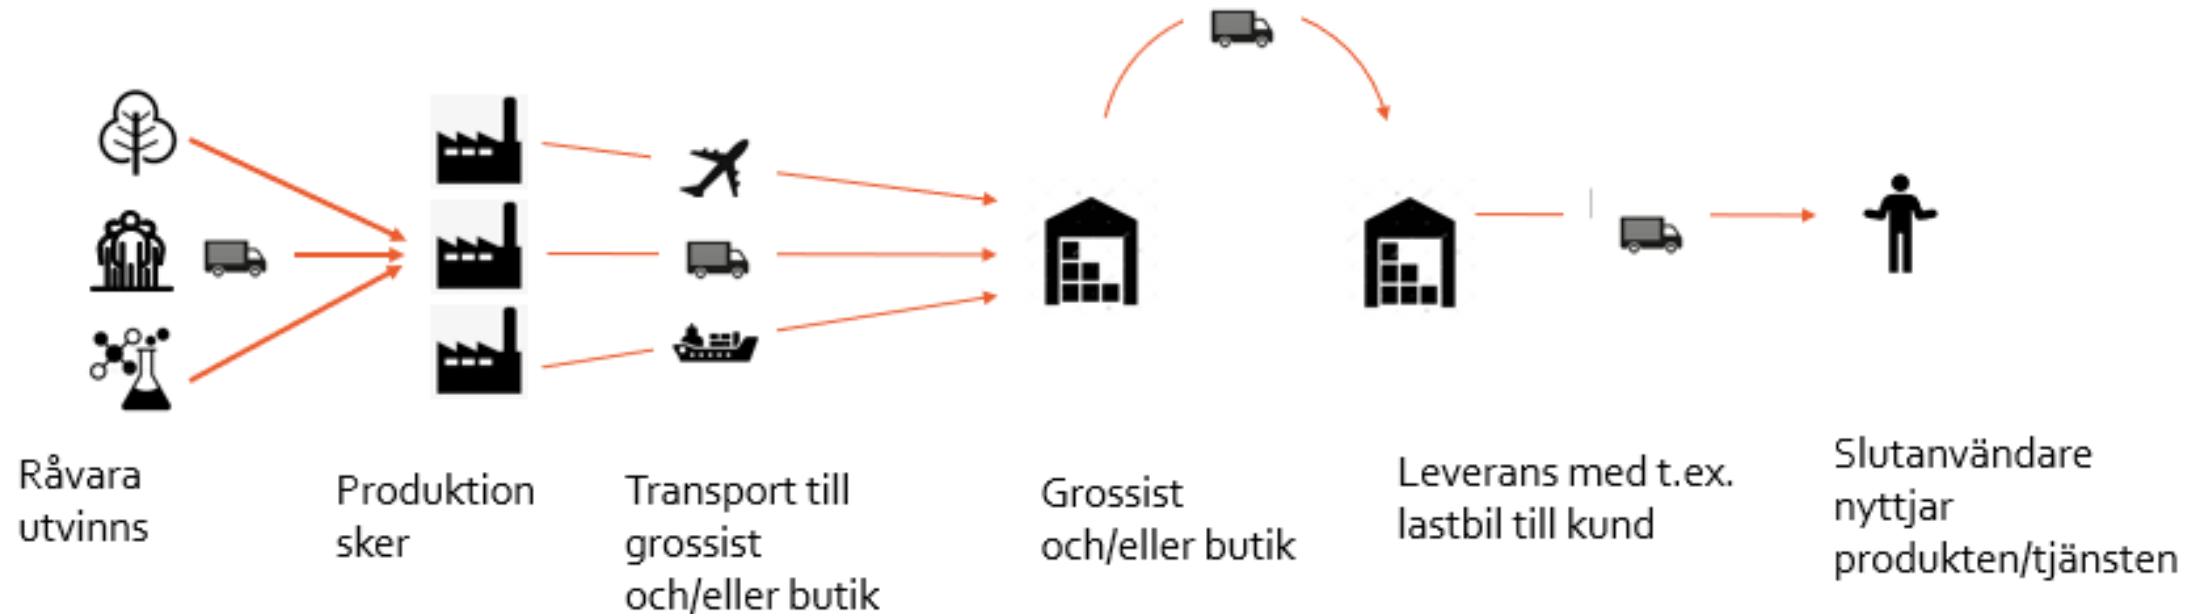 Råvara
utvinns
Produktion
sker
Transport till
grossist
och/eller butik
Grossist
och/eller butik
Leverans med t.ex.
lastbil till kund
Slutanvändare
nyttjar
produkten/tjänsten